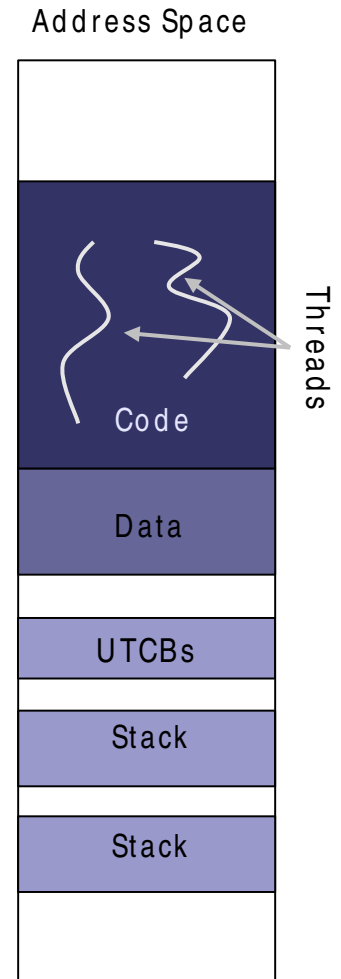 Address Space
Threads
Code
Data
UTCBs
Stack
Stack